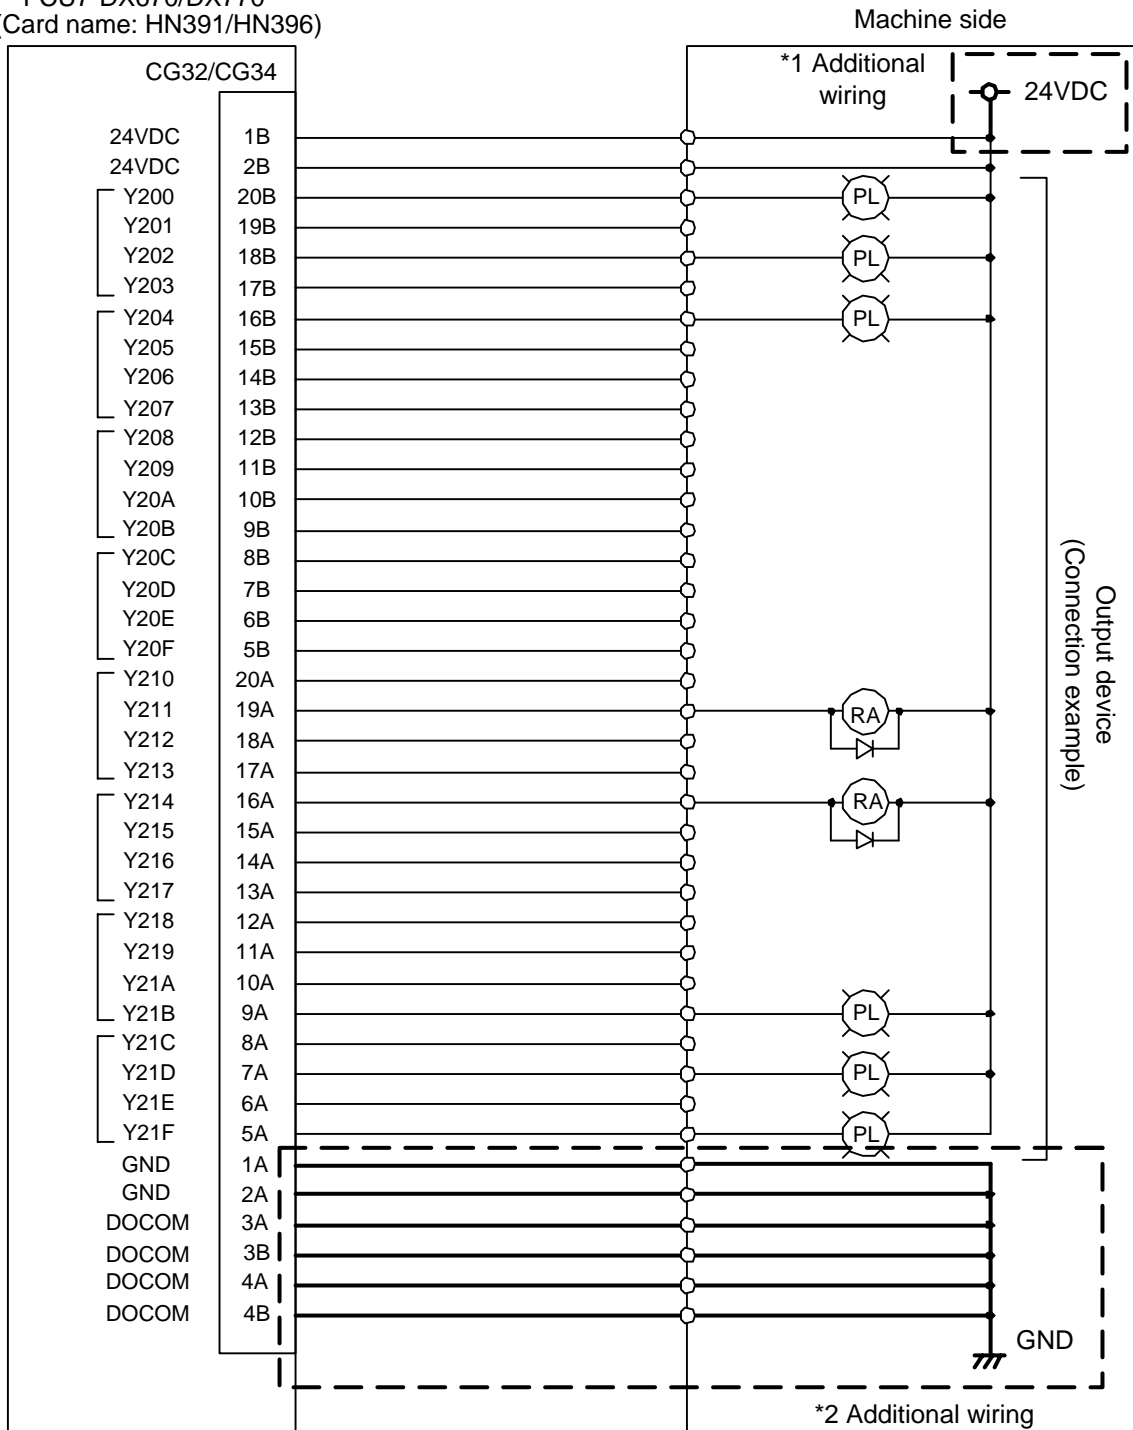 (Card name: HN391/HN396)
Machine side
CG32/CG34
*1 Additional
wiring
24VDC
24VDC 1B
24VDC 2B
Y200 20B PL
Y201 19B
Y202 18B PL
Y203 17B
Y204 16B PL
Y205 15B
Y206 14B
Y207 13B
Y208 12B
Y209 11B
Y20A 10B
Y20B 9B
Y20C 8B
Y20D 7B
Y20E 6B
Y20F 5B
Y210 20A
Y211 19A RA
Y212 18A
Y213 17A
Y214 16A RA
Y215 15A
Y216 14A
Y217 13A
Y218 12A
Y219 11A
Y21A 10A
Y21B 9A PL
Y21C 8A
Y21D 7A PL
Y21E 6A
Y21F 5A PL
Output device
(Connection example)
GND 1A
GND 2A
DOCOM 3A
DOCOM 3B
DOCOM 4A
DOCOM 4B
GND
*2 Additional wiring